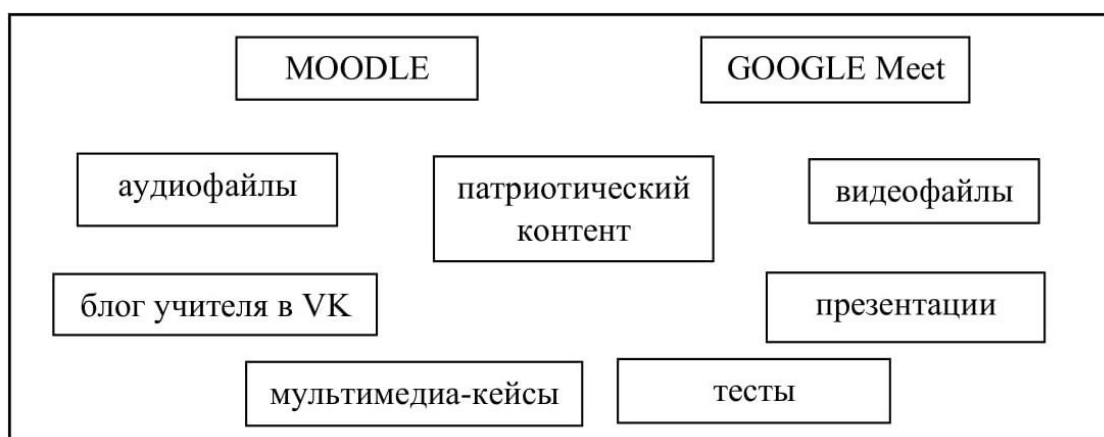 MOODLE
GOOGLE Meet
аудиофайлы
патриотический
контент
видеофайлы
блог учителя в VK
презентации
мультимедиа-кейсы
тесты